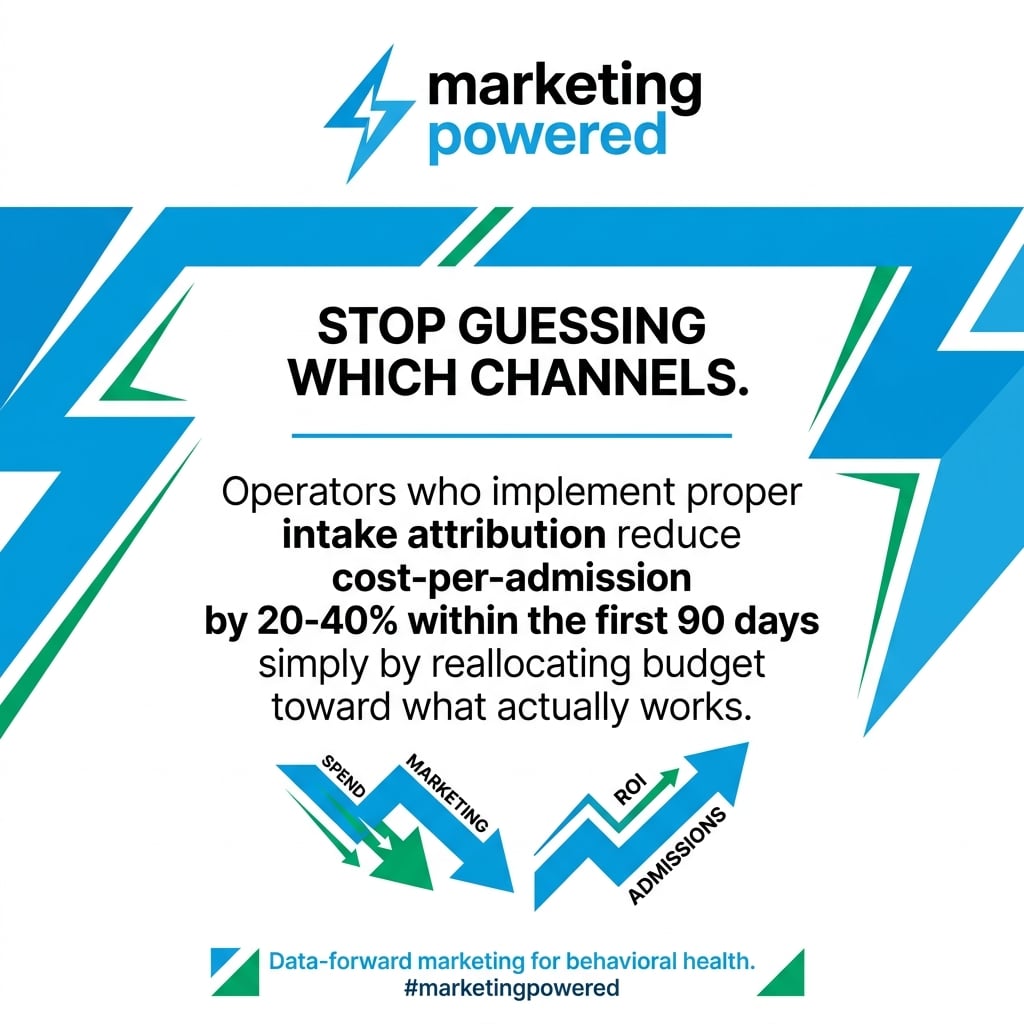 marketing
powered
STOP GUESSING
WHICH CHANNELS.
Operators who implement proper
intake attribution reduce
cost-per-admission
by 20-40% within the first 90 days
simply by reallocating budget
toward what actually works.
SPEND
MARKETING
ROI
ADMISSIONS
Data-forward marketing for behavioral health.
#marketingpowered